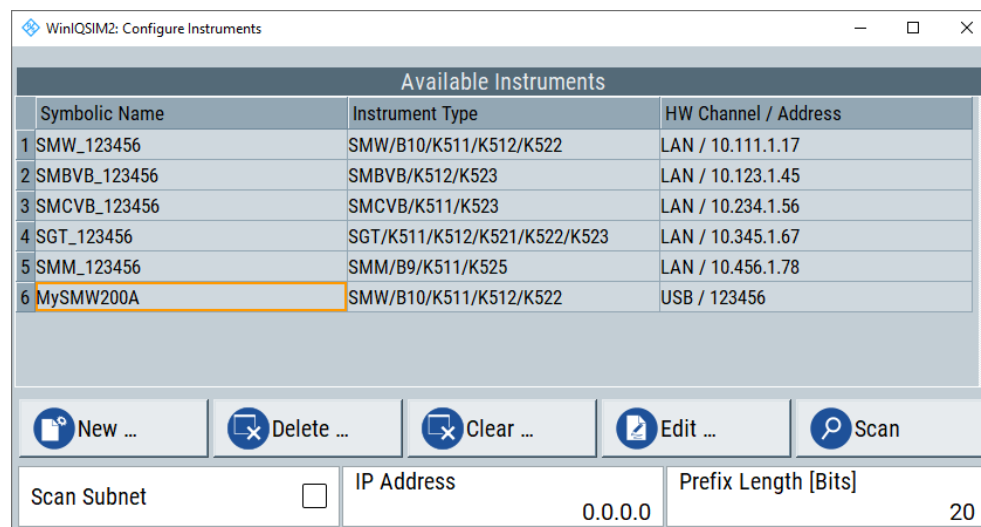 WinIQSIM2: Configure Instruments
Available Instruments
Symbolic Name Instrument Type HW Channel / Address
1 SMW_123456 SMW/B10/K511/K512/K522 LAN / 10.111.1.17
2 SMBVB_123456 SMBVB/K512/K523 LAN / 10.123.1.45
3 SMCVB_123456 SMCVB/K511/K523 LAN / 10.234.1.56
4 SGT_123456 SGT/K511/K512/K521/K522/K523 LAN / 10.345.1.67
5 SMM_123456 SMM/B9/K511/K525 LAN / 10.456.1.78
6 MySMW200A SMW/B10/K511/K512/K522 USB / 123456
New ... Delete ... Clear ... Edit ... Scan
Scan Subnet IP Address Prefix Length [Bits]
0.0.0.0 20